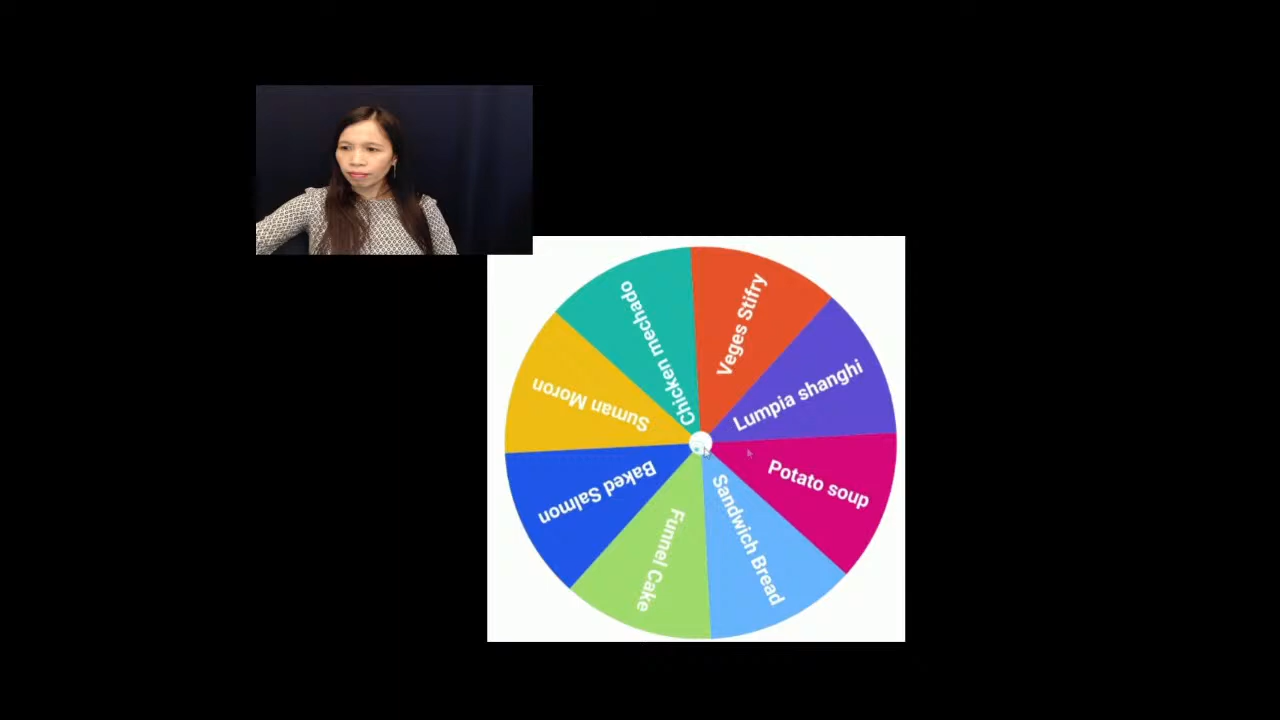 Veges Stifry
Lumpia shanghi
Potato soup
Sandwich Bread
Funnel Cake
Baked Salmon
Suman Moron
Chicken mechado